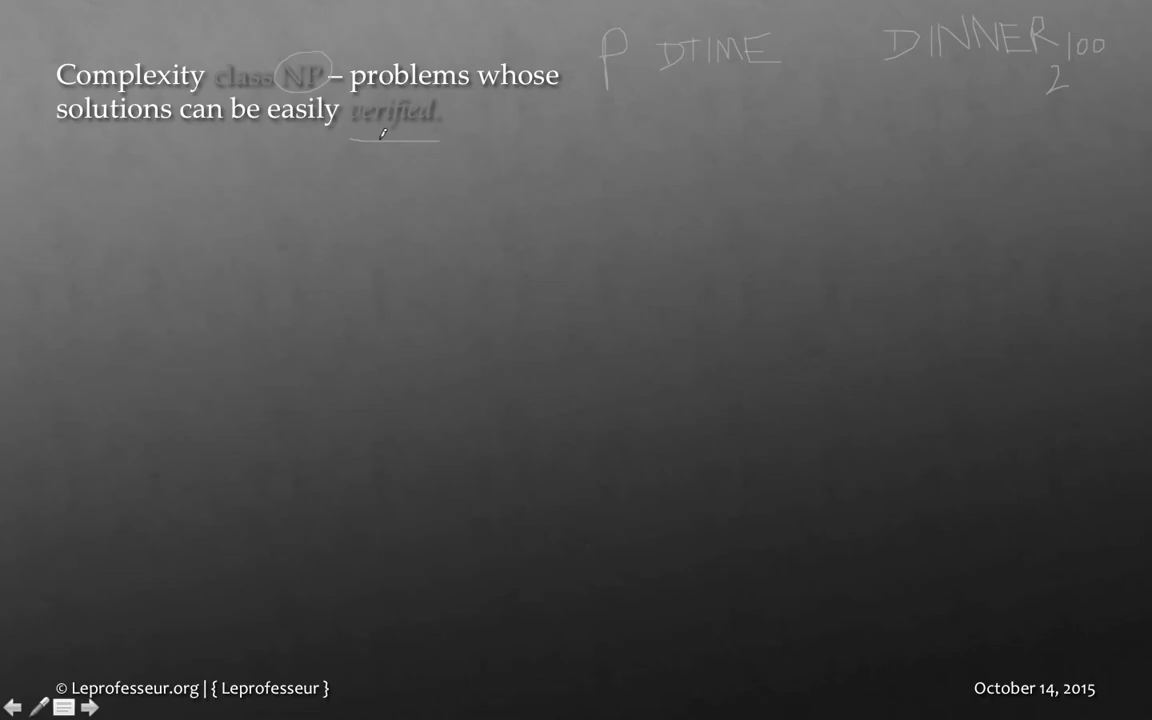 Complexity class NP – problems whose
solutions can be easily verified.
P DTIME
DINNER 100
2
© Leprofesseur.org | { Leprofesseur }
October 14, 2015